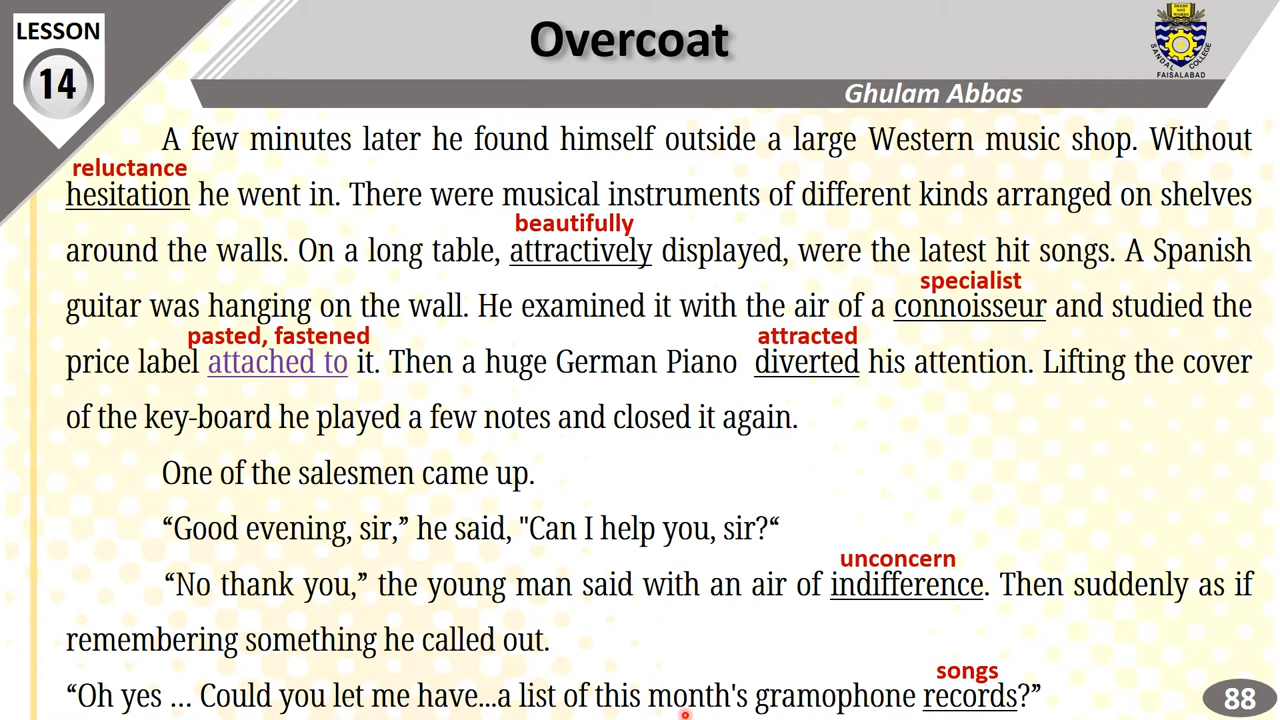 LESSON
14
Overcoat
DEEDS NOT WORDS
SANDAL COLLEGE
FAISALABAD
Ghulam Abbas
A few minutes later he found himself outside a large Western music shop. Without
reluctance
hesitation he went in. There were musical instruments of different kinds arranged on shelves
beautifully
around the walls. On a long table, attractively displayed, were the latest hit songs. A Spanish
specialist
guitar was hanging on the wall. He examined it with the air of a connoisseur and studied the
pasted, fastened attracted
price label attached to it. Then a huge German Piano diverted his attention. Lifting the cover
of the key-board he played a few notes and closed it again.
One of the salesmen came up.
“Good evening, sir,” he said, "Can I help you, sir?“
unconcern
“No thank you,” the young man said with an air of indifference. Then suddenly as if
remembering something he called out.
songs
“Oh yes … Could you let me have...a list of this month's gramophone records?”
88